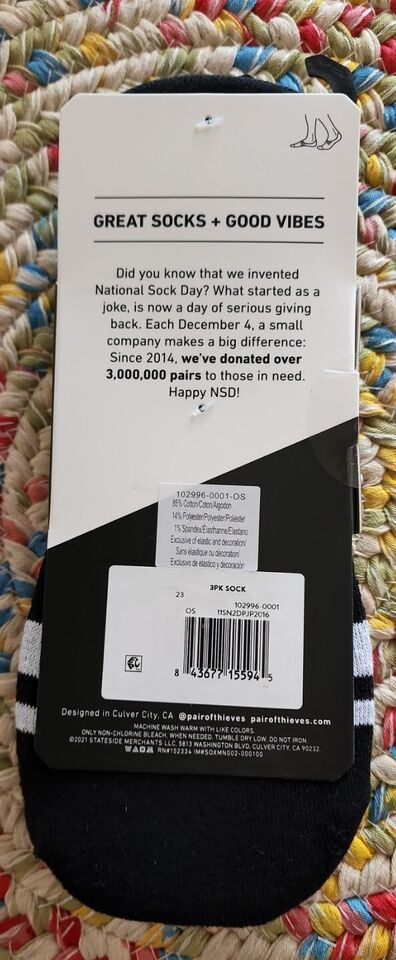 GREAT SOCKS + GOOD VIBES
Did you know that we invented
National Sock Day? What started as a
joke, is now a day of serious giving
back. Each December 4, a small
company makes a big difference:
Since 2014, we've donated over
3,000,000 pairs to those in need.
Happy NSD!
102996-0001-OS
85% Cotton/Coton/Algodon
14% Polyester/Polyester/Poliéster
1% Spandex/Élasthanne/Elastano
Exclusive of elastic and decoration/
Sans élastique ou décoration/
Exclusivo de elástico y decoración
3PK SOCK
23
102996-0001
OS 11SN2DPJP2016
8 43677 15594 5
Designed in Culver City, CA @pairofthieves pairofthieves.com
MACHINE WASH WARM WITH LIKE COLORS.
ONLY NON-CHLORINE BLEACH, WHEN NEEDED. TUMBLE DRY LOW. DO NOT IRON.
©2021 STATESIDE MERCHANTS LLC. 5813 WASHINGTON BLVD, CULVER CITY, CA 90232.
RN#152334 IM#SOXMN002-000100